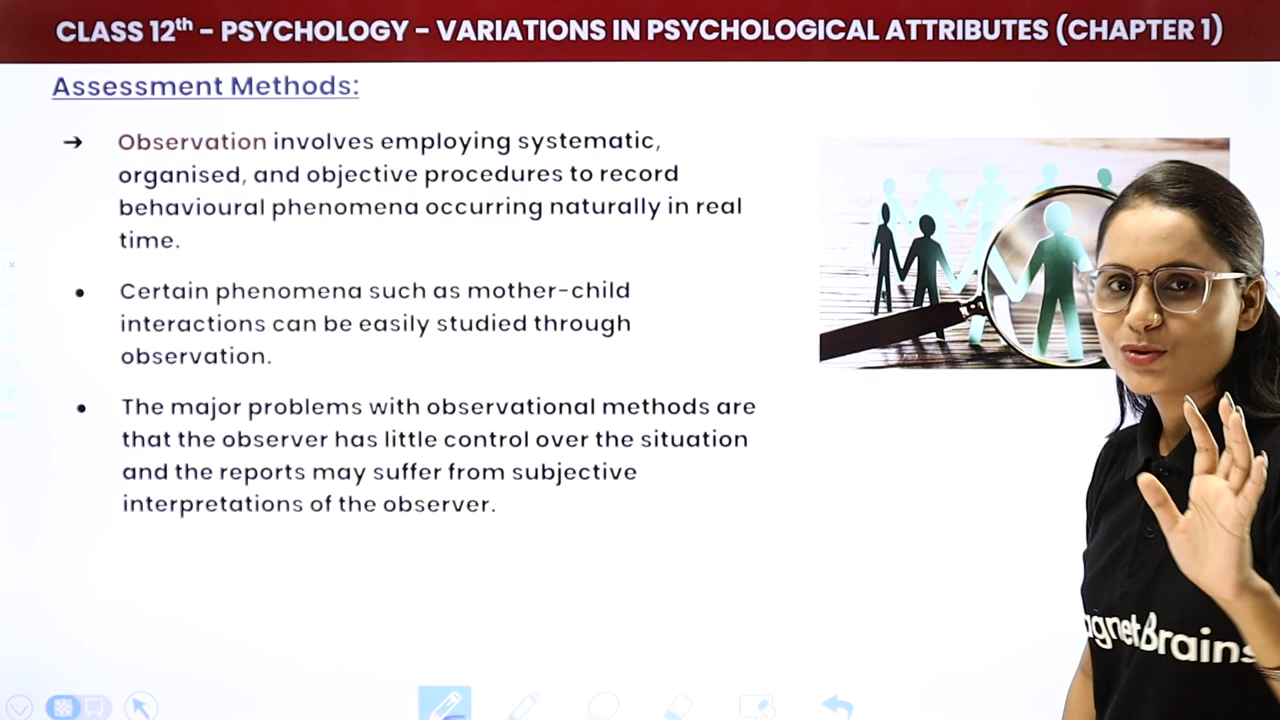 CLASS 12th - PSYCHOLOGY - VARIATIONS IN PSYCHOLOGICAL ATTRIBUTES (CHAPTER 1)
Assessment Methods:
➔ Observation involves employing systematic,
organised, and objective procedures to record
behavioural phenomena occurring naturally in real
time.
• Certain phenomena such as mother-child
interactions can be easily studied through
observation.
• The major problems with observational methods are
that the observer has little control over the situation
and the reports may suffer from subjective
interpretations of the observer.
agnetBrains